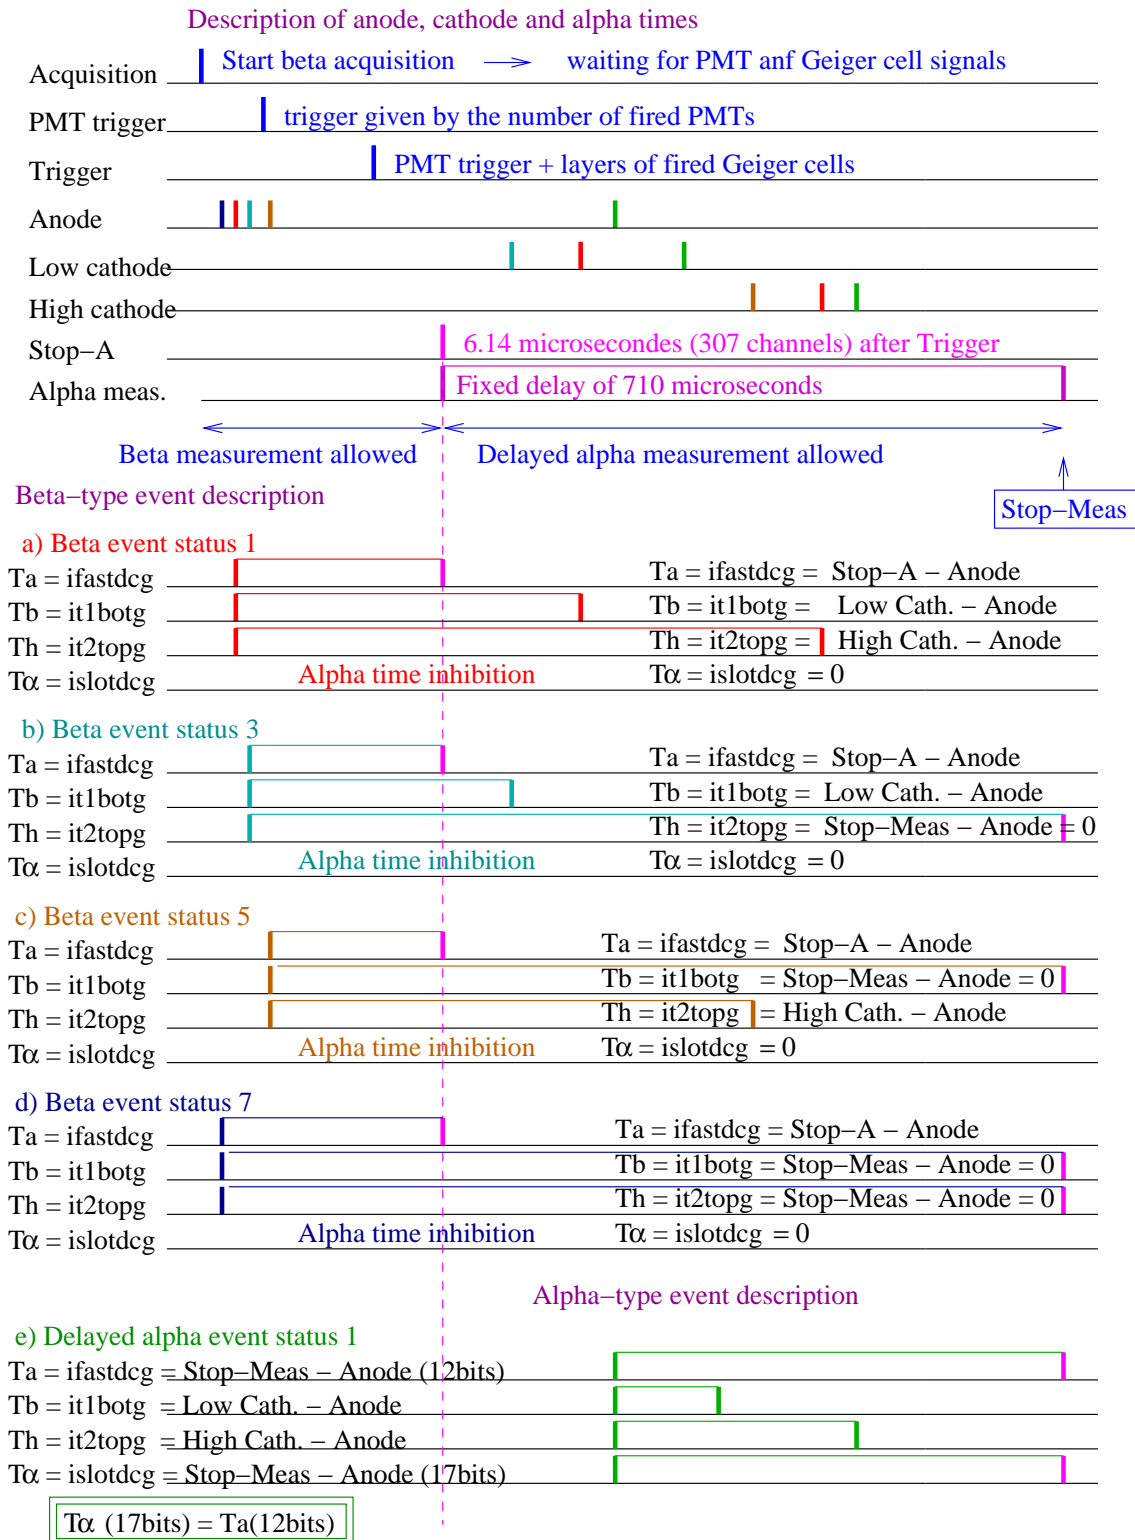 Description of anode, cathode and alpha times
Acquisition Start beta acquisition → waiting for PMT anf Geiger cell signals
PMT trigger trigger given by the number of fired PMTs
Trigger PMT trigger + layers of fired Geiger cells
Anode
Low cathode
High cathode
Stop−A 6.14 microsecondes (307 channels) after Trigger
Alpha meas. Fixed delay of 710 microseconds
Beta measurement allowed Delayed alpha measurement allowed
Beta−type event description
Stop−Meas
a) Beta event status 1
Ta = ifastdcg Ta = ifastdcg = Stop−A − Anode
Tb = it1botg Tb = it1botg = Low Cath. − Anode
Th = it2topg Th = it2topg = High Cath. − Anode
Tα = islotdcg Alpha time inhibition Tα = islotdcg = 0
b) Beta event status 3
Ta = ifastdcg Ta = ifastdcg = Stop−A − Anode
Tb = it1botg Tb = it1botg = Low Cath. − Anode
Th = it2topg Th = it2topg = Stop−Meas − Anode = 0
Tα = islotdcg Alpha time inhibition Tα = islotdcg = 0
c) Beta event status 5
Ta = ifastdcg Ta = ifastdcg = Stop−A − Anode
Tb = it1botg Tb = it1botg = Stop−Meas − Anode = 0
Th = it2topg Th = it2topg = High Cath. − Anode
Tα = islotdcg Alpha time inhibition Tα = islotdcg = 0
d) Beta event status 7
Ta = ifastdcg Ta = ifastdcg = Stop−A − Anode
Tb = it1botg Tb = it1botg = Stop−Meas − Anode = 0
Th = it2topg Th = it2topg = Stop−Meas − Anode = 0
Tα = islotdcg Alpha time inhibition Tα = islotdcg = 0
Alpha−type event description
e) Delayed alpha event status 1
Ta = ifastdcg = Stop−Meas − Anode (12bits)
Tb = it1botg = Low Cath. − Anode
Th = it2topg = High Cath. − Anode
Tα = islotdcg = Stop−Meas − Anode (17bits)
Tα (17bits) = Ta(12bits)